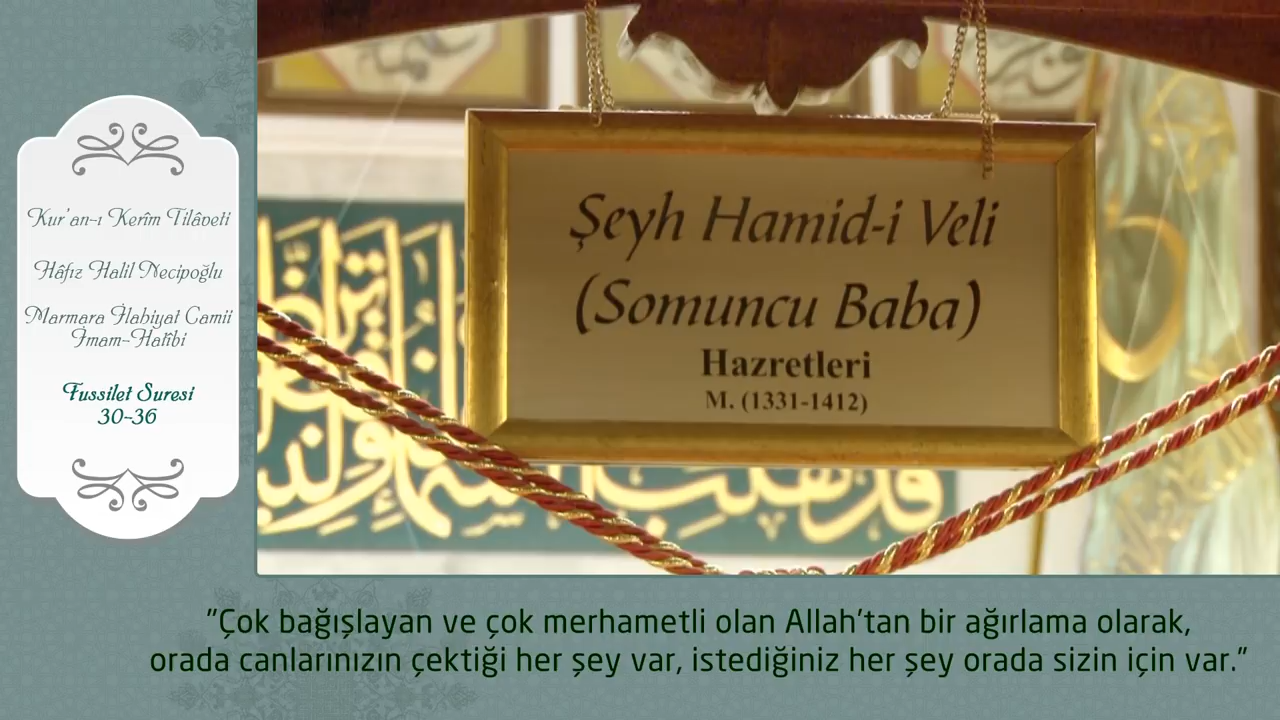 Kur'an-ı Kerîm Tilâveti
Hâfız Halil Necipoğlu
Marmara İlahiyat Camii
İmam-Hatîbi
Fussilet Suresi
30-36
Şeyh Hamid-i Veli
(Somuncu Baba)
Hazretleri
M. (1331-1412)
"Çok bağışlayan ve çok merhametli olan Allah'tan bir ağırlama olarak,
orada canlarınızın çektiği her şey var, istediğiniz her şey orada sizin için var."